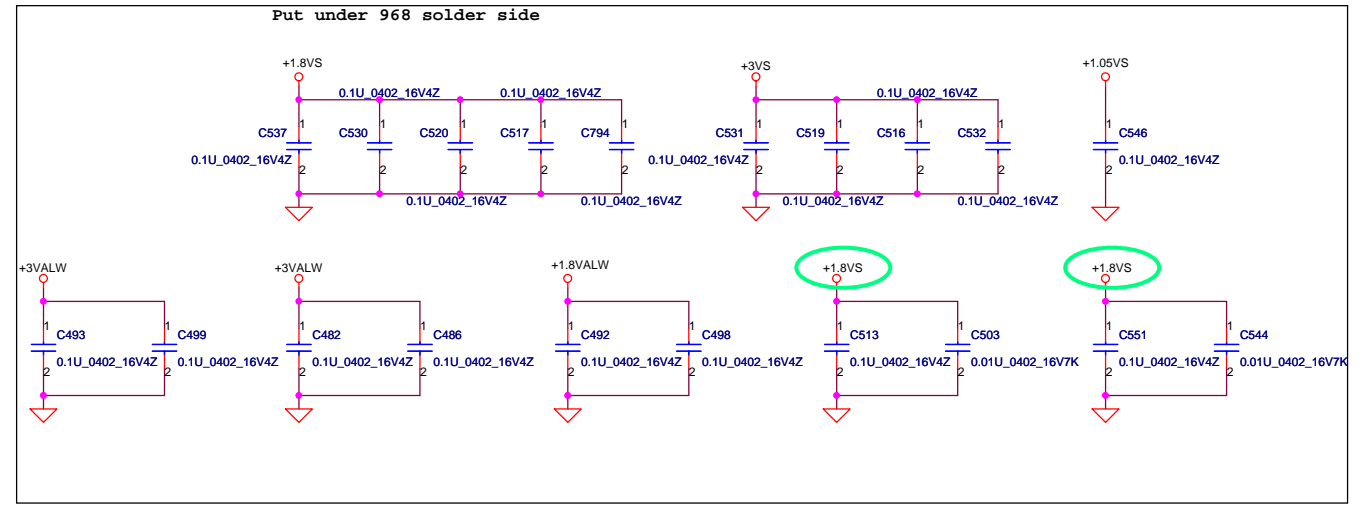 Put under 968 solder side
+1.8VS +3VS +1.05VS
0.1U_0402_16V4Z 0.1U_0402_16V4Z 0.1U_0402_16V4Z
1 1 1 1 1 1 1 1 1 1
C537 C530 C520 C517 C794 C531 C519 C516 C532 C546
0.1U_0402_16V4Z 0.1U_0402_16V4Z 0.1U_0402_16V4Z
2 2 2 2 2 2 2 2 2 2
0.1U_0402_16V4Z 0.1U_0402_16V4Z 0.1U_0402_16V4Z 0.1U_0402_16V4Z
+3VALW +3VALW +1.8VALW +1.8VS +1.8VS
1 1 1 1 1 1 1 1 1 1
C493 C499 C482 C486 C492 C498 C513 C503 C551 C544
0.1U_0402_16V4Z 0.1U_0402_16V4Z 0.1U_0402_16V4Z 0.1U_0402_16V4Z 0.1U_0402_16V4Z 0.1U_0402_16V4Z 0.1U_0402_16V4Z 0.01U_0402_16V7K 0.1U_0402_16V4Z 0.01U_0402_16V7K
2 2 2 2 2 2 2 2 2 2